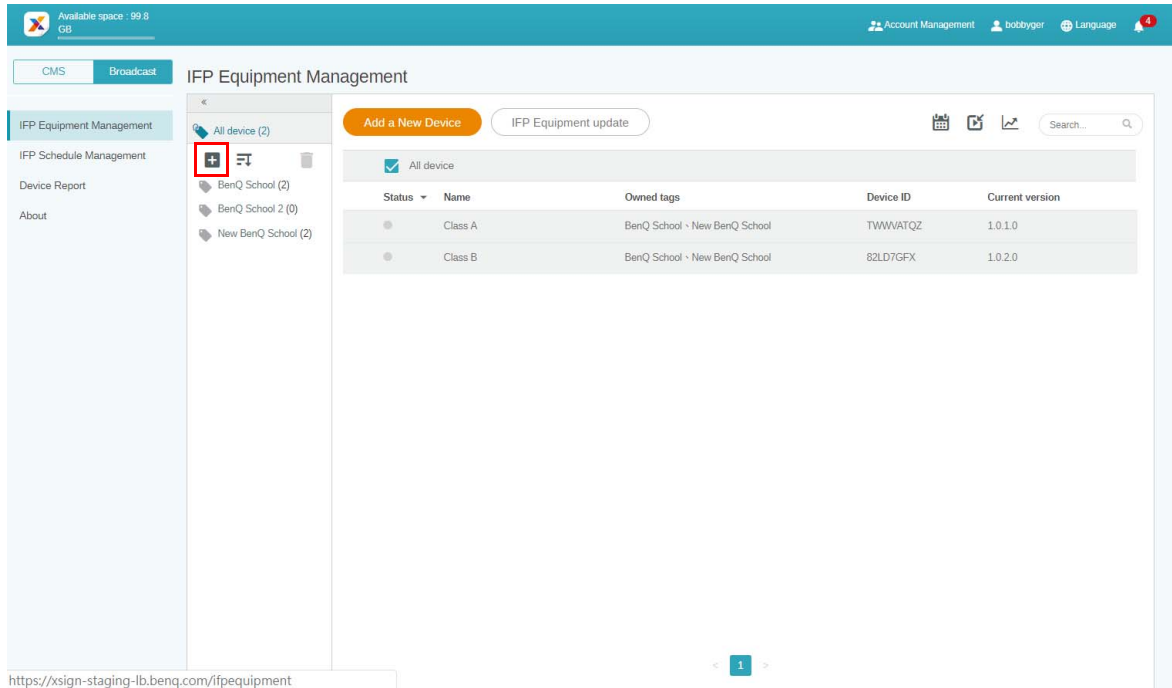 Available space : 99.8
GB
Account Management bobbyger Language 4
CMS Broadcast
IFP Equipment Management
IFP Equipment Management
IFP Schedule Management
Device Report
About
«
All device (2)
BenQ School (2)
BenQ School 2 (0)
New BenQ School (2)
Add a New Device IFP Equipment update Search...
All device
Status Name Owned tags Device ID Current version
Class A BenQ School、New BenQ School TWWVATQZ 1.0.1.0
Class B BenQ School、New BenQ School 82LD7GFX 1.0.2.0
< 1 >
https://xsign-staging-lb.benq.com/ifpequipment